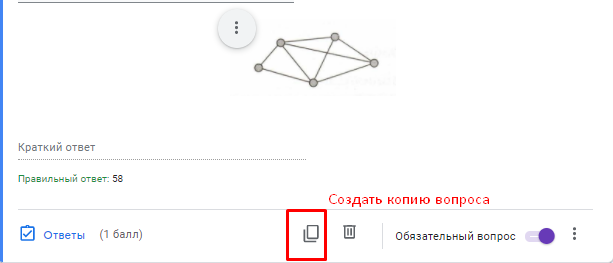 Краткий ответ
Правильный ответ: 58
Создать копию вопроса
Ответы (1 балл)
Обязательный вопрос